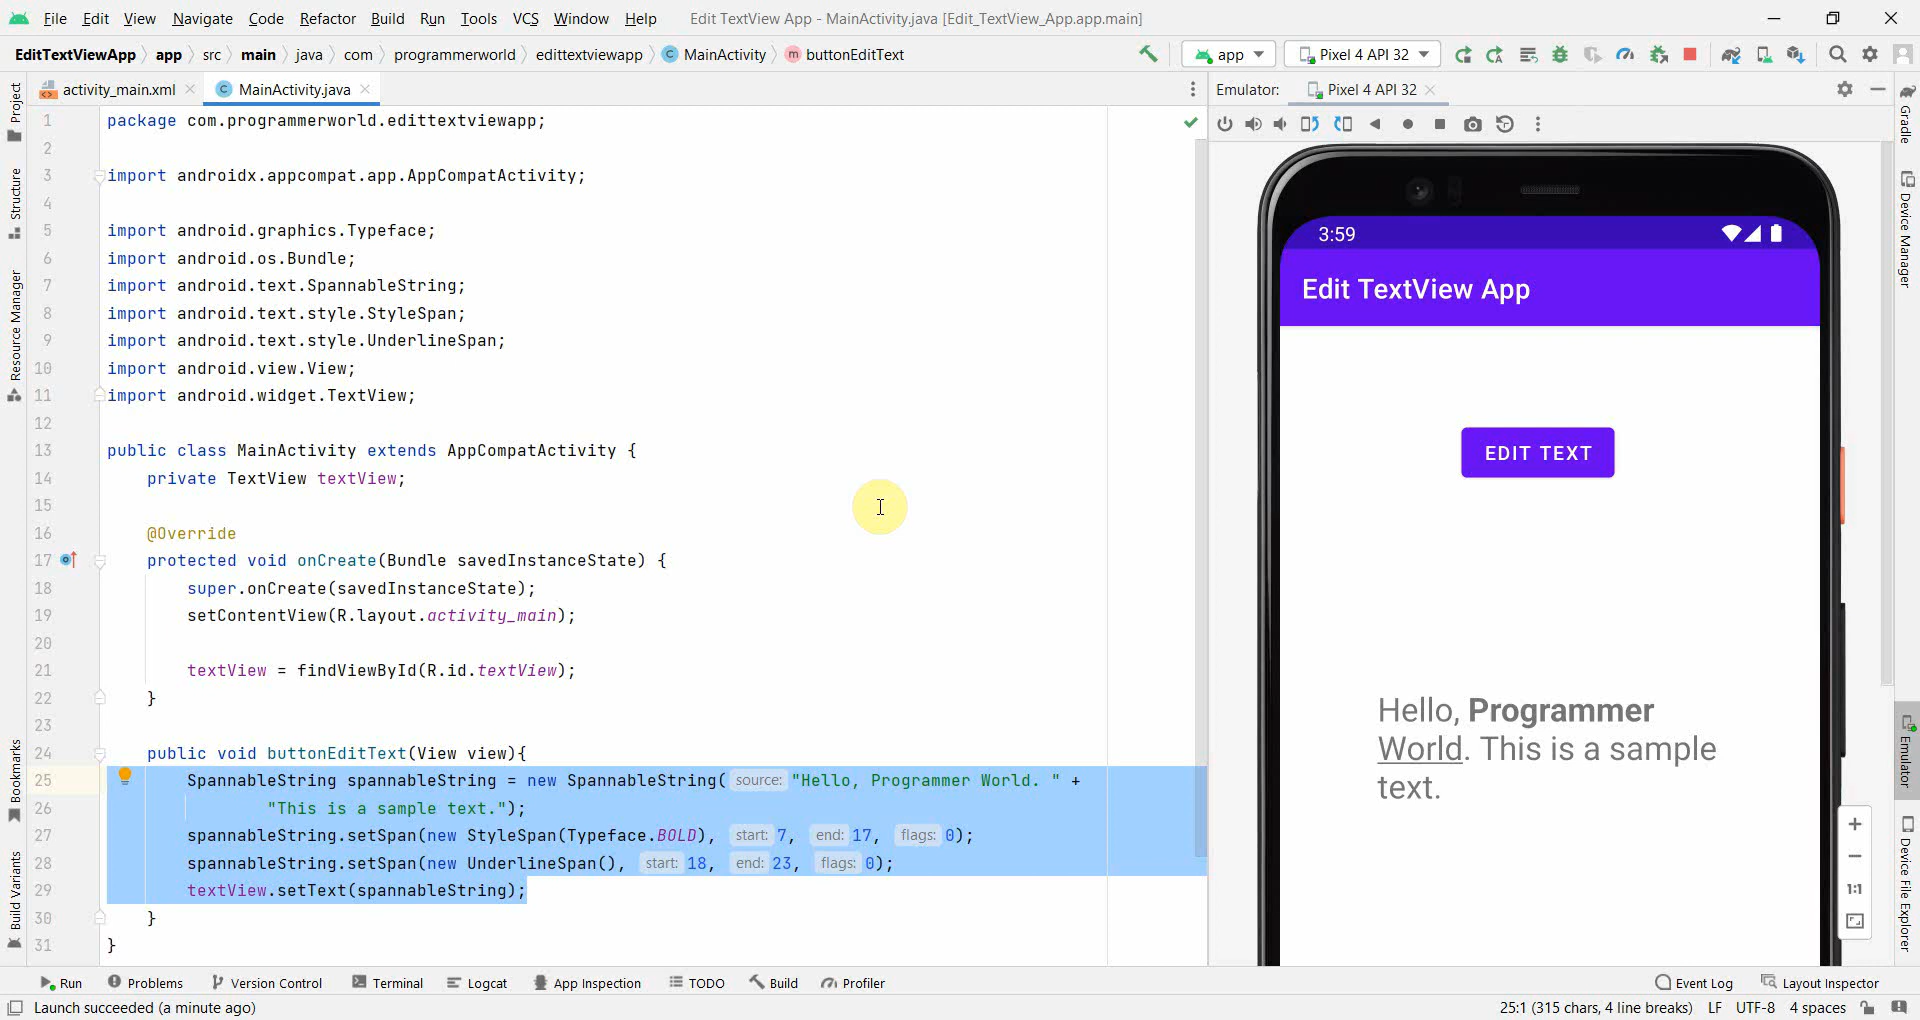 File Edit View Navigate Code Refactor Build Run Tools VCS Window Help Edit TextView App - MainActivity.java [Edit_TextView_App.app.main]
EditTextViewApp app src main java com programmerworld edittextviewapp C MainActivity m buttonEditText app Pixel 4 API 32
activity_main.xml C MainActivity.java Emulator: Pixel 4 API 32
Project
Structure
Resource Manager
Bookmarks
Build Variants
1 package com.programmerworld.edittextviewapp;
2
3 import androidx.appcompat.app.AppCompatActivity;
4
5 import android.graphics.Typeface;
6 import android.os.Bundle;
7 import android.text.SpannableString;
8 import android.text.style.StyleSpan;
9 import android.text.style.UnderlineSpan;
10 import android.view.View;
11 import android.widget.TextView;
12
13 public class MainActivity extends AppCompatActivity {
14 private TextView textView;
15
16 @Override
17 protected void onCreate(Bundle savedInstanceState) {
18 super.onCreate(savedInstanceState);
19 setContentView(R.layout.activity_main);
20
21 textView = findViewById(R.id.textView);
22 }
23
24 public void buttonEditText(View view){
25 SpannableString spannableString = new SpannableString( source: "Hello, Programmer World. " +
26 "This is a sample text.");
27 spannableString.setSpan(new StyleSpan(Typeface.BOLD), start: 7, end: 17, flags: 0);
28 spannableString.setSpan(new UnderlineSpan(), start: 18, end: 23, flags: 0);
29 textView.setText(spannableString);
30 }
31 }
3:59
Edit TextView App
EDIT TEXT
Hello, Programmer
World. This is a sample
text.
1:1
Gradle
Device Manager
Emulator
Device File Explorer
Run Problems Version Control Terminal Logcat App Inspection TODO Build Profiler Event Log Layout Inspector
Launch succeeded (a minute ago) 25:1 (315 chars, 4 line breaks) LF UTF-8 4 spaces